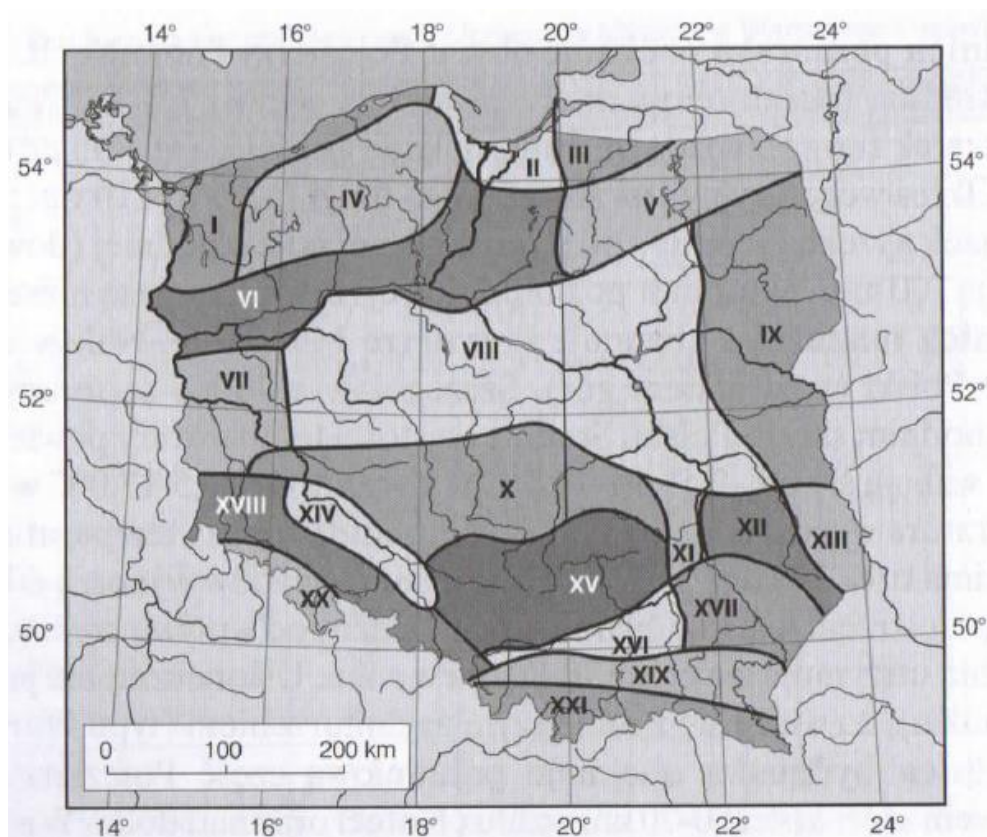 14° 16° 18° 20° 22° 24°
54° 54°
II III
IV V
I
VI
VIII IX
VII
52° 52°
X
XVIII XIV XI XII XIII
XV
XX XVII
50° 50°
XVI
XIX
XXI
0 100 200 km
14° 16° 18° 20° 22° 24°